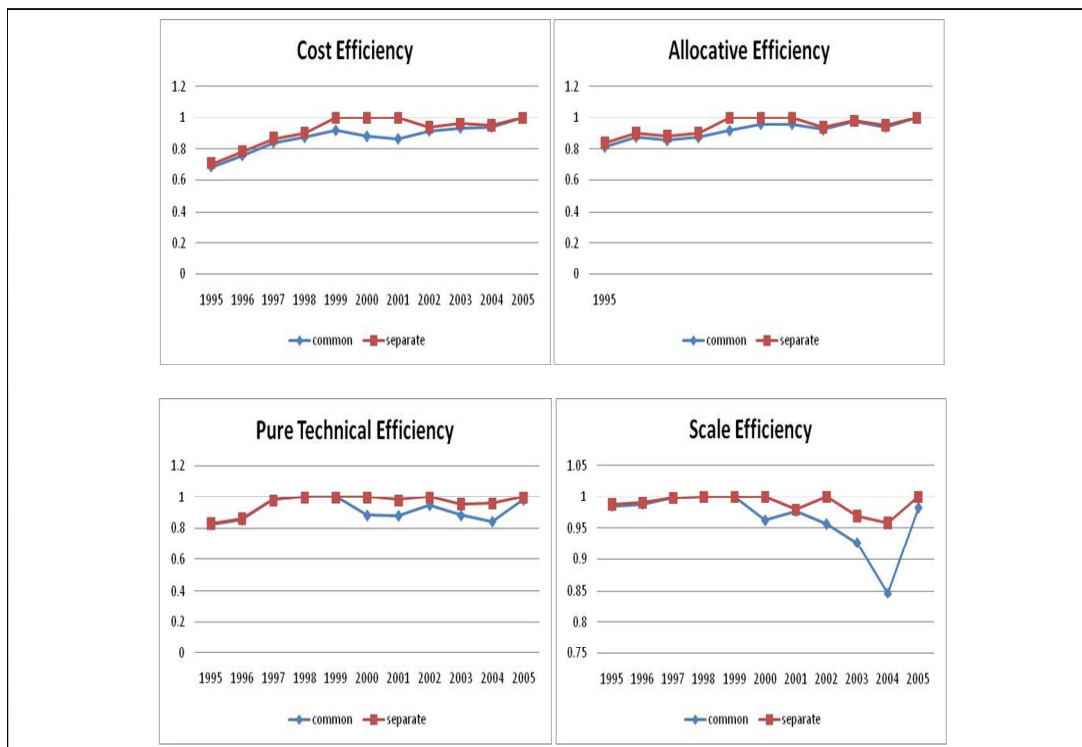 Cost Efficiency
1.2
1
0.8
0.6
0.4
0.2
0
1995 1996 1997 1998 1999 2000 2001 2002 2003 2004 2005
common separate
Allocative Efficiency
1.2
1
0.8
0.6
0.4
0.2
0
1995
common separate
Pure Technical Efficiency
1.2
1
0.8
0.6
0.4
0.2
0
1995 1996 1997 1998 1999 2000 2001 2002 2003 2004 2005
common separate
Scale Efficiency
1.05
1
0.95
0.9
0.85
0.8
0.75
1995 1996 1997 1998 1999 2000 2001 2002 2003 2004 2005
common separate